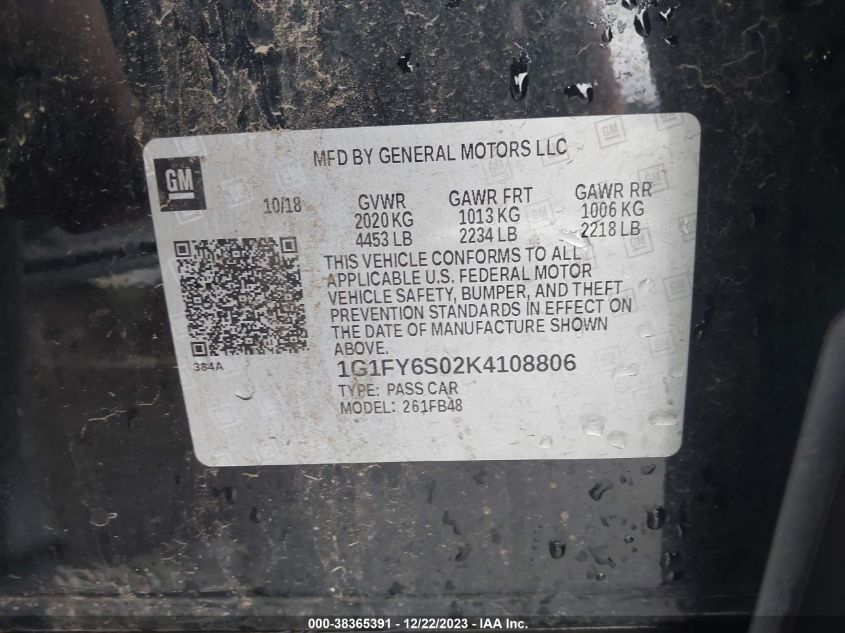 MFD BY GENERAL MOTORS LLC
GM
10/18
GVWR GAWR FRT GAWR RR
2020 KG 1013 KG 1006 KG
4453 LB 2234 LB 2218 LB
THIS VEHICLE CONFORMS TO ALL
APPLICABLE U.S. FEDERAL MOTOR
VEHICLE SAFETY, BUMPER, AND THEFT
PREVENTION STANDARDS IN EFFECT ON
THE DATE OF MANUFACTURE SHOWN
ABOVE.
384A
1G1FY6S02K4108806
TYPE: PASS CAR
MODEL: 261FB48
000-38365391 - 12/22/2023 - IAA Inc.